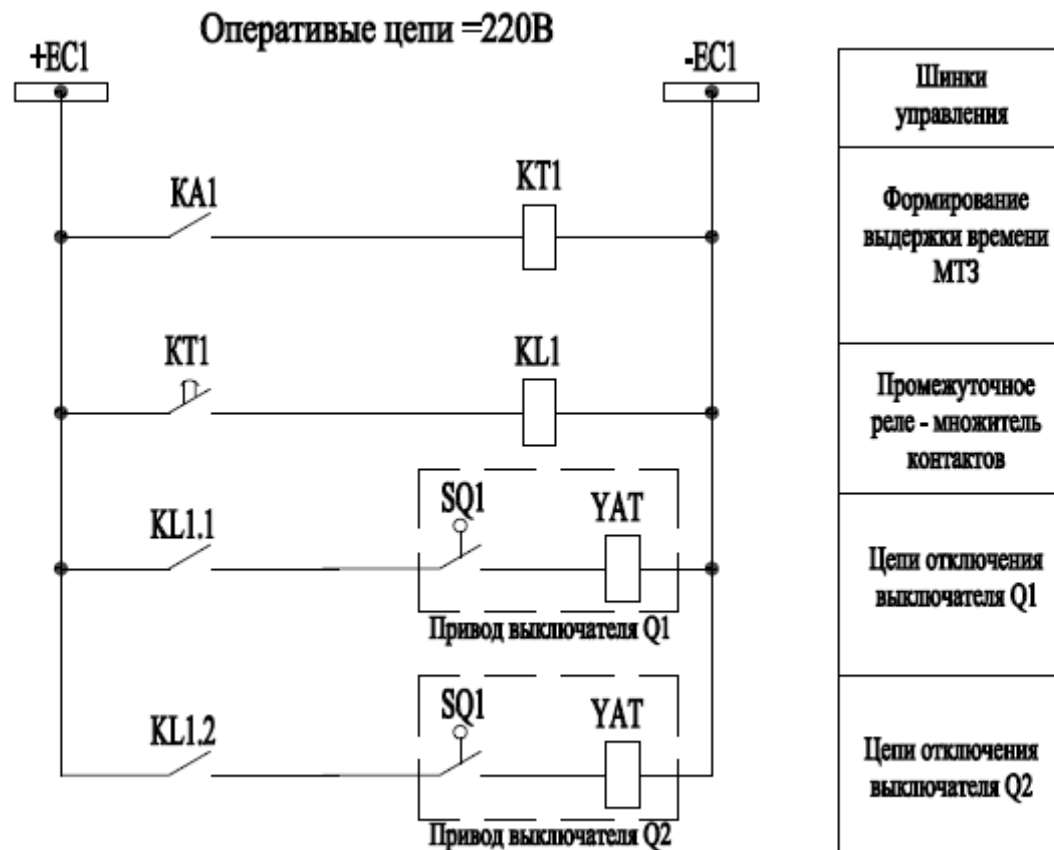 Оперативые цепи =220В
+EC1
-EC1
Шинки
управления
KA1
KT1
Формирование
выдержки времени
МТЗ
KT1
KL1
Промежуточное
реле - множитель
контактов
KL1.1
SQ1
YAT
Привод выключателя Q1
Цепи отключения
выключателя Q1
KL1.2
SQ1
YAT
Привод выключателя Q2
Цепи отключения
выключателя Q2